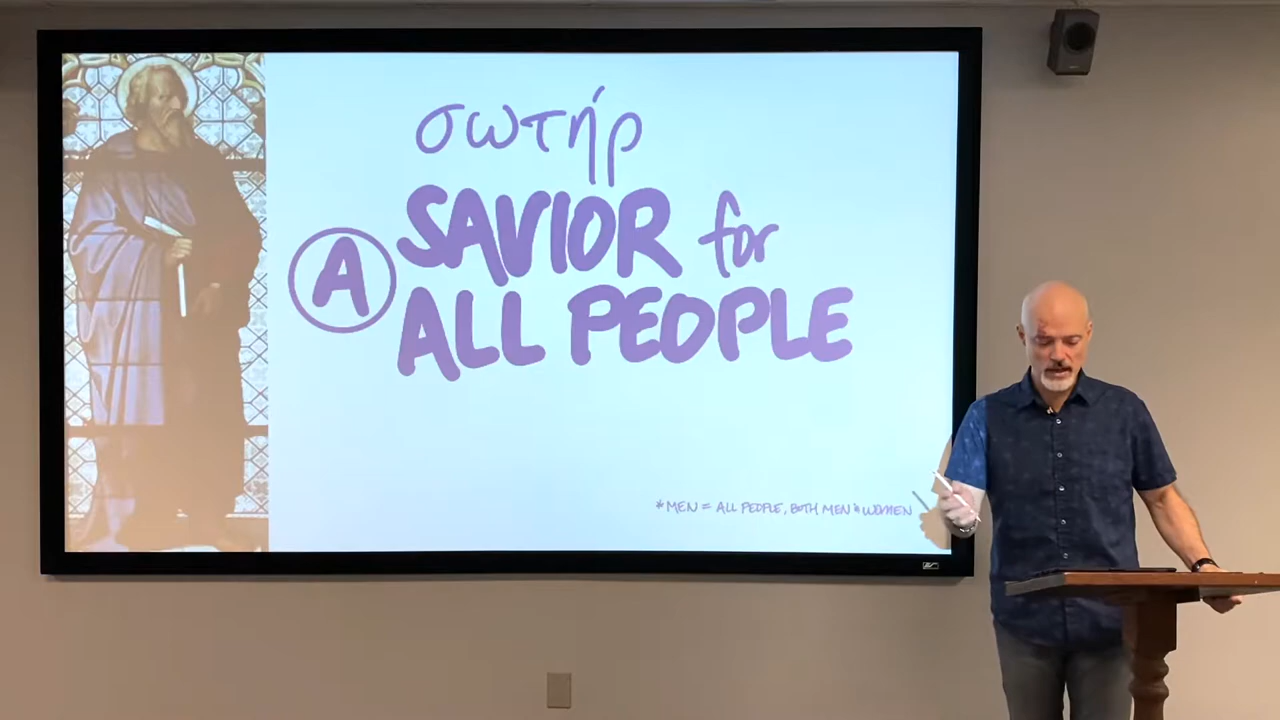 σωτήρ
A SAVIOR for
ALL PEOPLE
*MEN = ALL PEOPLE, BOTH MEN & WOMEN